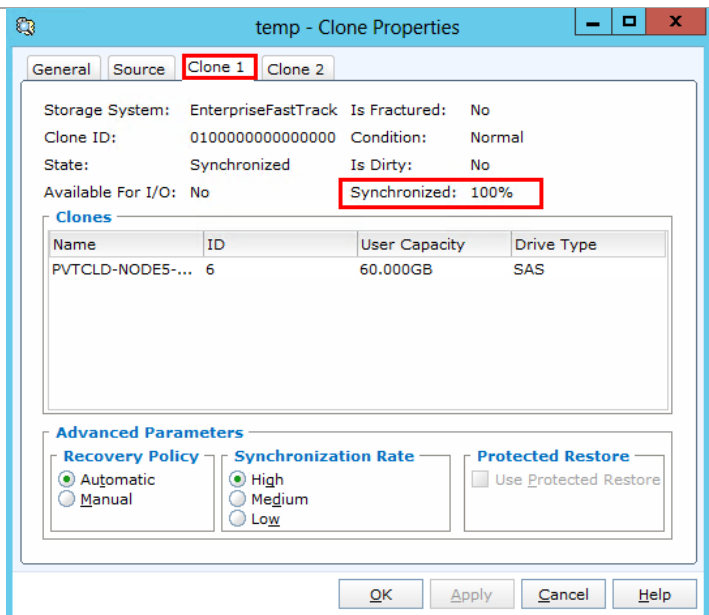 temp - Clone Properties
General Source Clone 1 Clone 2
Storage System: EnterpriseFastTrack Is Fractured: No
Clone ID: 0100000000000000 Condition: Normal
State: Synchronized Is Dirty: No
Available For I/O: No Synchronized: 100%
Clones
Name ID User Capacity Drive Type
PVTCLD-NODE5-... 6 60.000GB SAS
Advanced Parameters
Recovery Policy Synchronization Rate Protected Restore
Automatic High Use Protected Restore
Manual Medium
Low
OK Apply Cancel Help